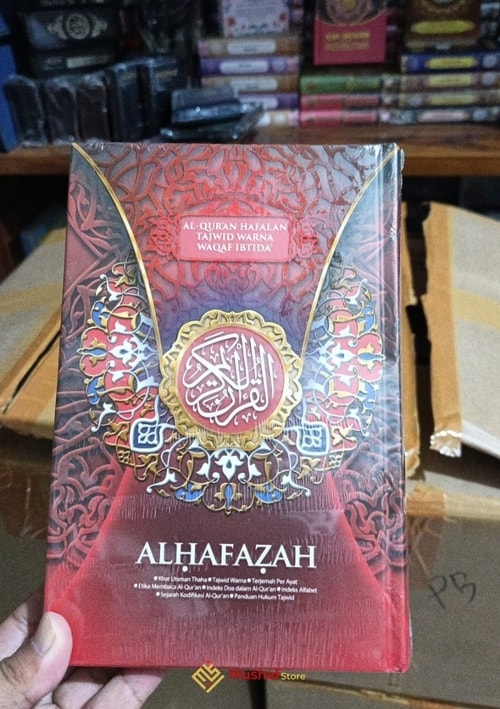 AL-QURAN HAFALAN
TAJWID WARNA
WAQAF IBTIDA'
القرآن الكريم
ALḤAFAẒAH
• Khat Utsman Thaha • Tajwid Warna • Terjemah Per Ayat
• Etika Membaca Al-Qur'an • Indeks Doa dalam Al-Qur'an • Indeks Alfabet
• Sejarah Kodifikasi Al-Qur'an • Panduan Hukum Tajwid
PB
Store